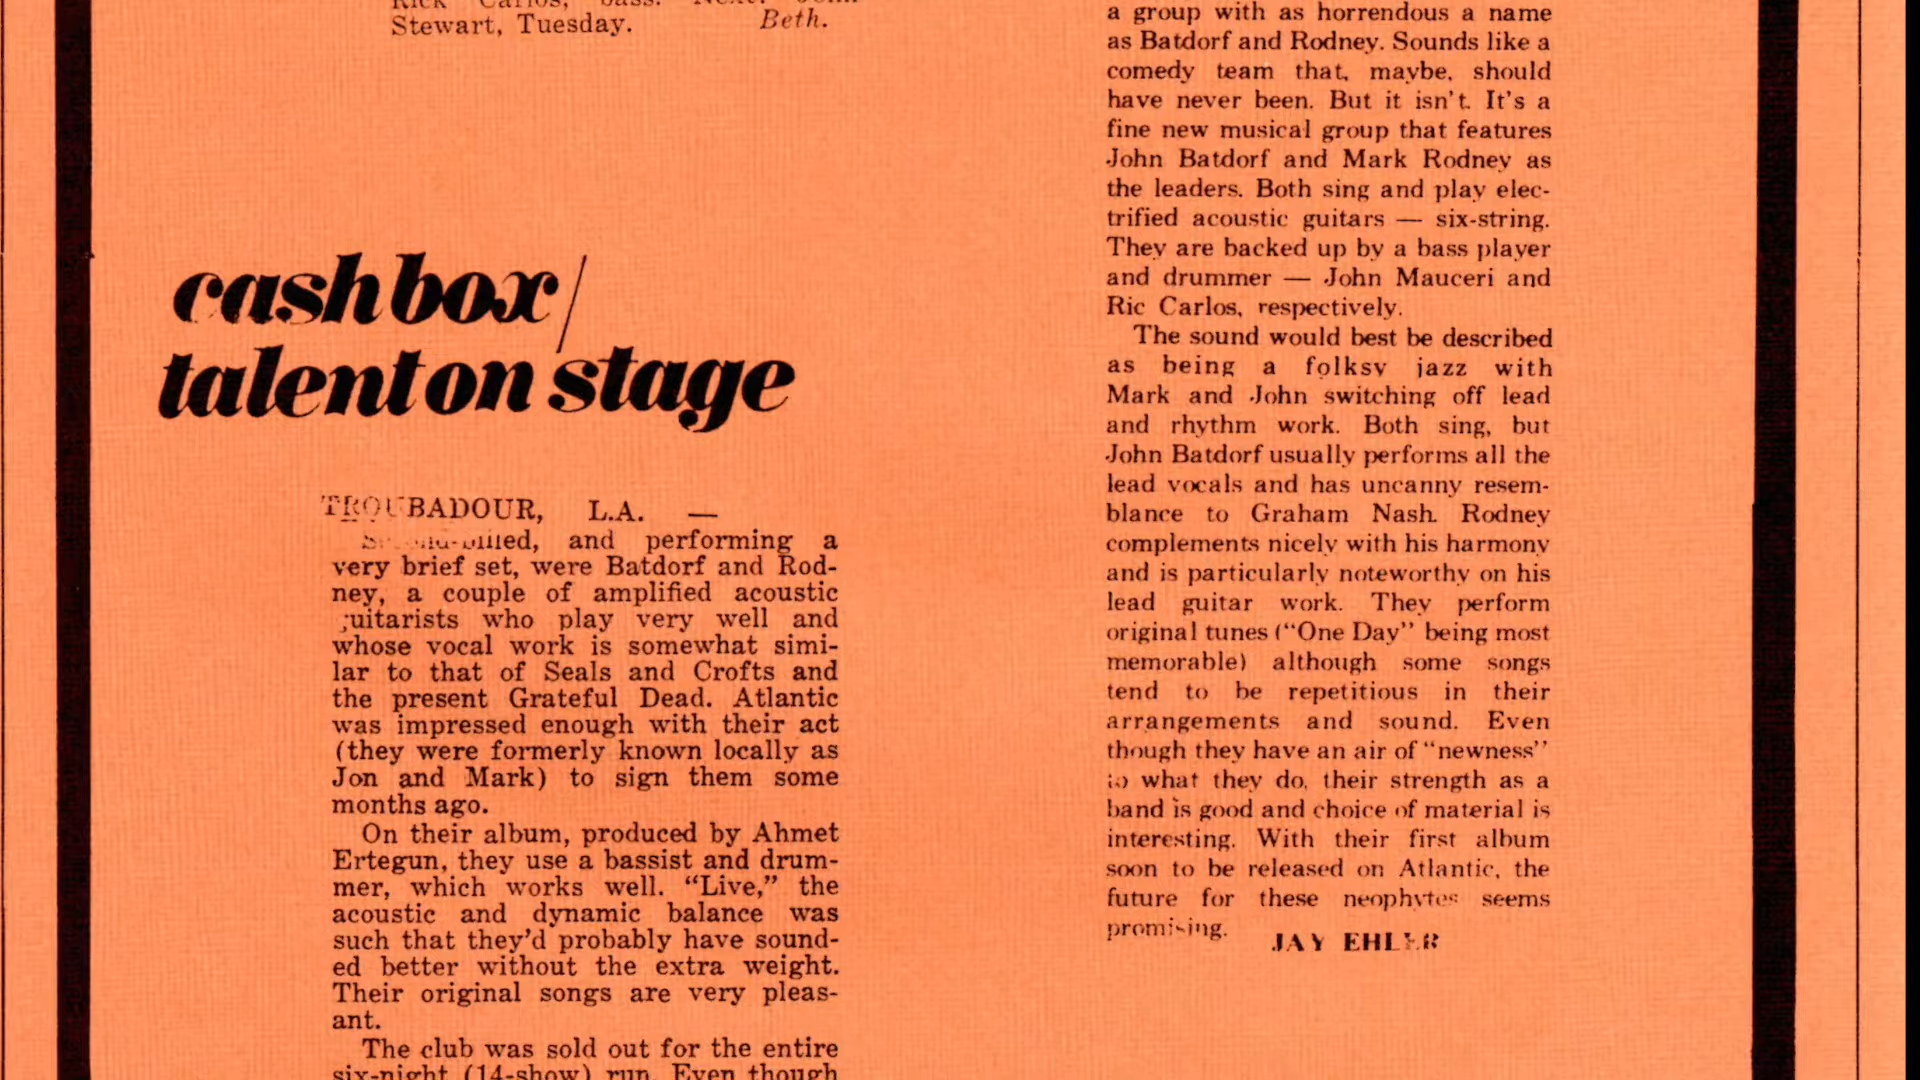 Stewart, Tuesday. Beth.
cash box/
talent on stage
TROUBADOUR, L.A. —
Second-billed, and performing a
very brief set, were Batdorf and Rod-
ney, a couple of amplified acoustic
guitarists who play very well and
whose vocal work is somewhat simi-
lar to that of Seals and Crofts and
the present Grateful Dead. Atlantic
was impressed enough with their act
(they were formerly known locally as
Jon and Mark) to sign them some
months ago.
On their album, produced by Ahmet
Ertegun, they use a bassist and drum-
mer, which works well. “Live,” the
acoustic and dynamic balance was
such that they’d probably have sound-
ed better without the extra weight.
Their original songs are very pleas-
ant.
The club was sold out for the entire
six-night (14-show) run. Even though
a group with as horrendous a name
as Batdorf and Rodney. Sounds like a
comedy team that, maybe, should
have never been. But it isn't. It's a
fine new musical group that features
John Batdorf and Mark Rodney as
the leaders. Both sing and play elec-
trified acoustic guitars — six-string.
They are backed up by a bass player
and drummer — John Mauceri and
Ric Carlos, respectively.
The sound would best be described
as being a folksy jazz with
Mark and John switching off lead
and rhythm work. Both sing, but
John Batdorf usually performs all the
lead vocals and has uncanny resem-
blance to Graham Nash. Rodney
complements nicely with his harmony
and is particularly noteworthy on his
lead guitar work. They perform
original tunes (“One Day” being most
memorable) although some songs
tend to be repetitious in their
arrangements and sound. Even
though they have an air of “newness”
to what they do, their strength as a
band is good and choice of material is
interesting. With their first album
soon to be released on Atlantic, the
future for these neophytes seems
promising.
JAY EHLER